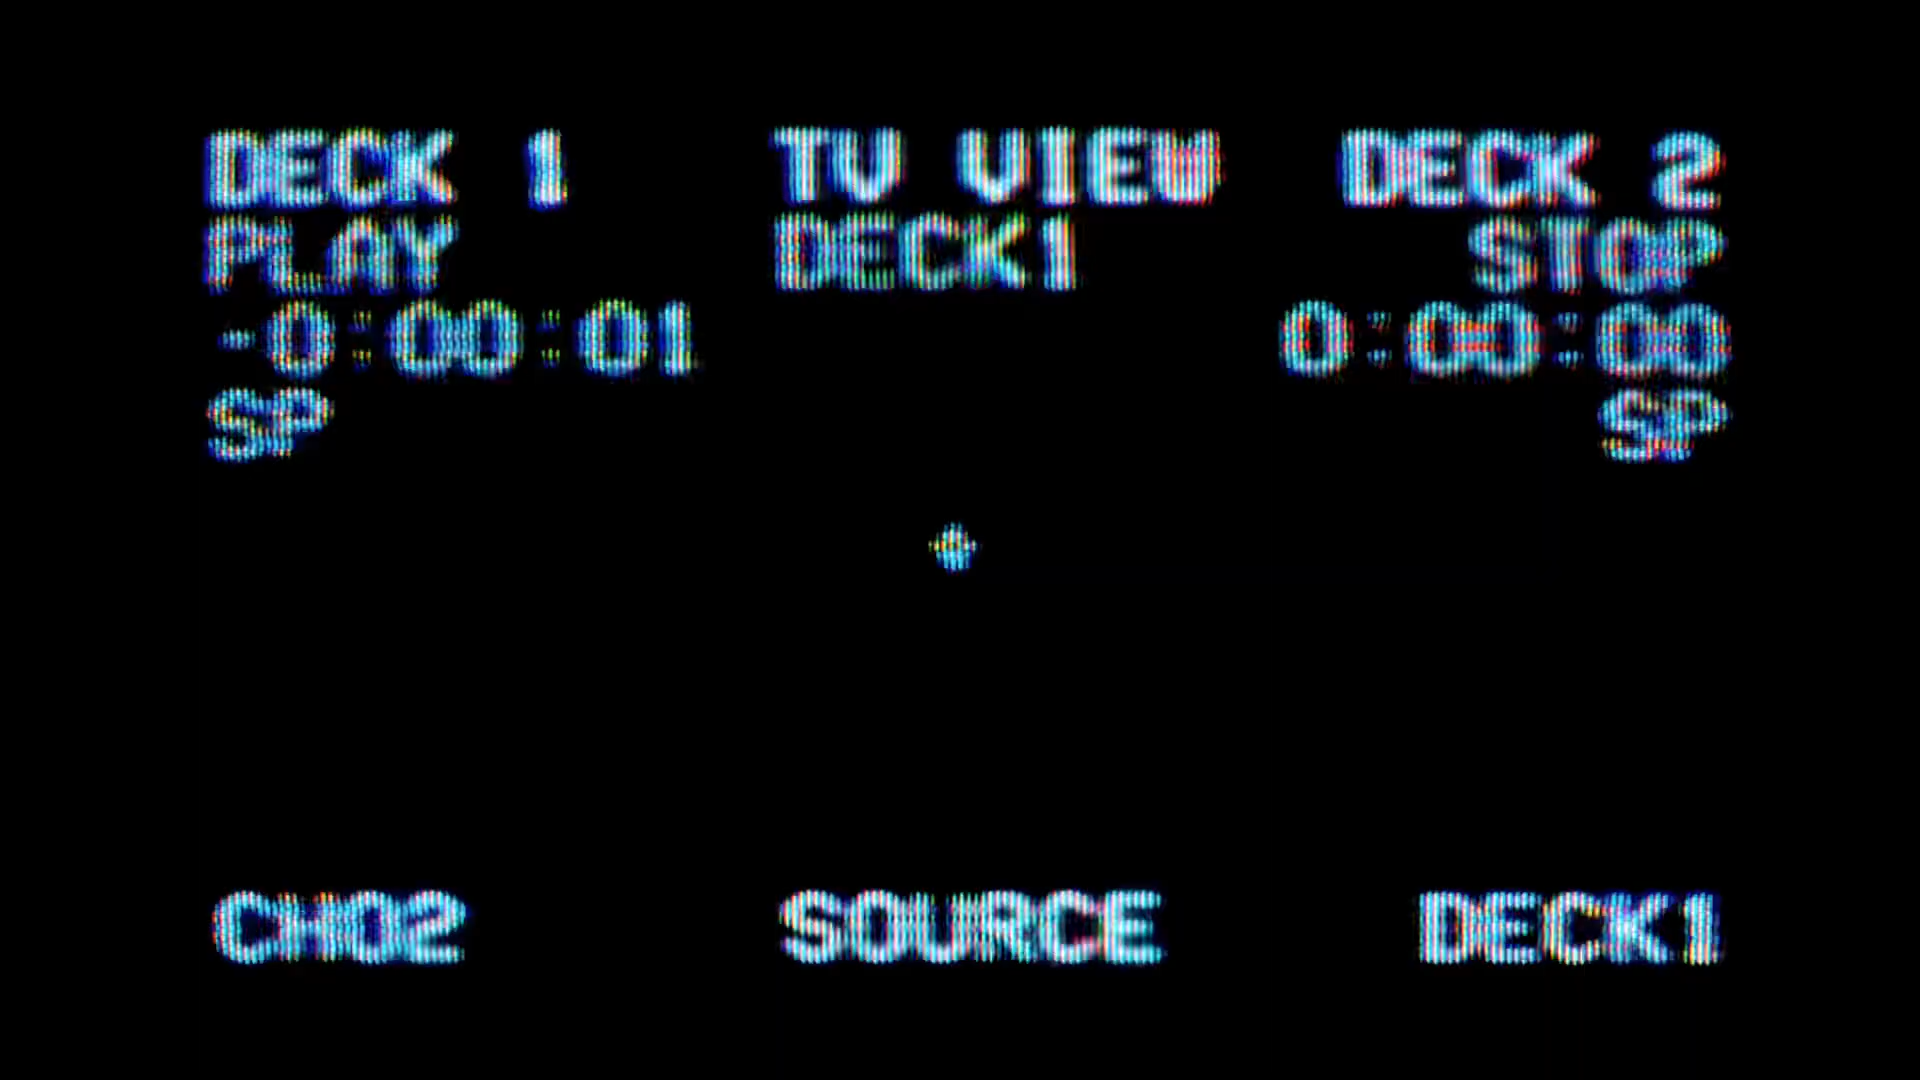 DECK 1
PLAY
-0:00:01
SP
TV VIEW
DECK1
DECK 2
STOP
0:00:00
SP
CH02
SOURCE
DECK1